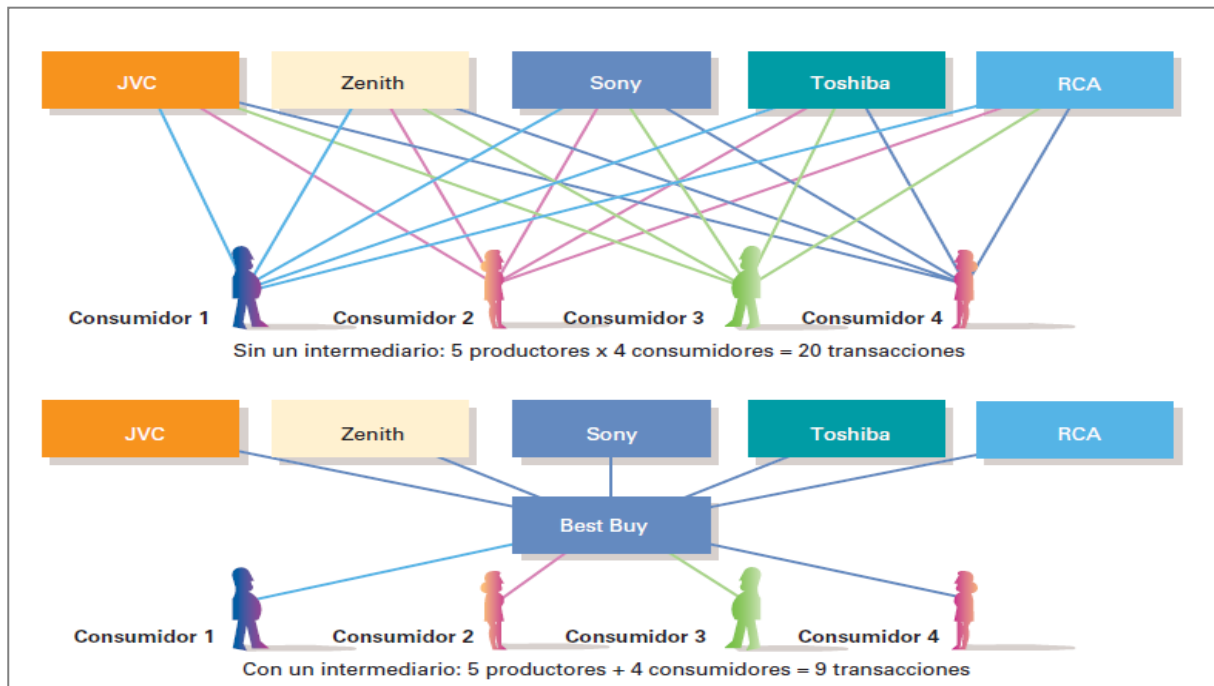 JVC
Zenith
Sony
Toshiba
RCA
Consumidor 1
Consumidor 2
Consumidor 3
Consumidor 4
Sin un intermediario: 5 productores x 4 consumidores = 20 transacciones
JVC
Zenith
Sony
Toshiba
RCA
Best Buy
Consumidor 1
Consumidor 2
Consumidor 3
Consumidor 4
Con un intermediario: 5 productores + 4 consumidores = 9 transacciones